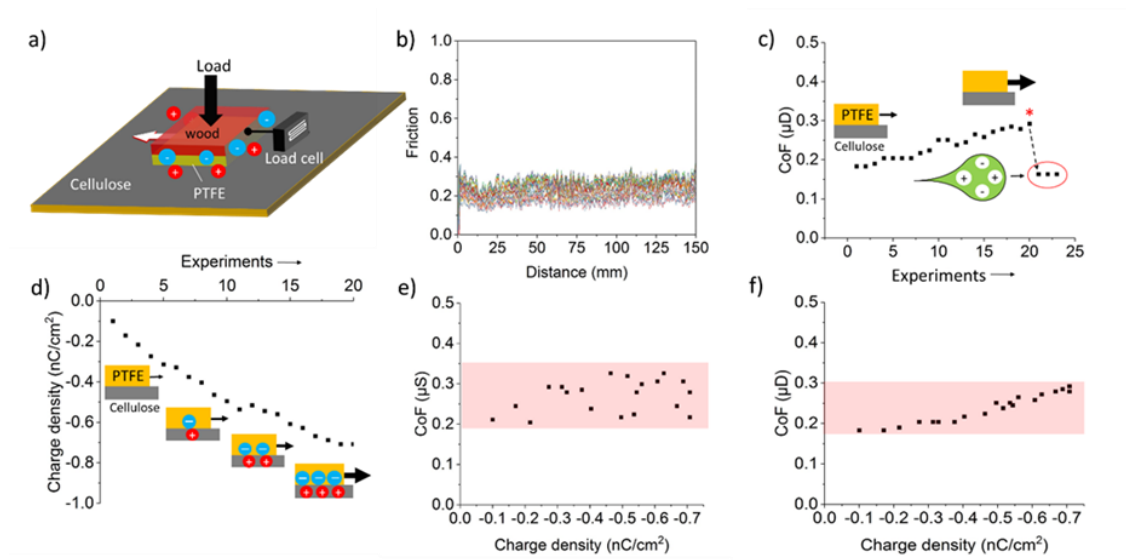 a)
Load
+
-
wood
-
+
Load cell
- -
+ +
PTFE
Cellulose
b)
Friction
1.0
0.8
0.6
0.4
0.2
0.0
0 25 50 75 100 125 150
Distance (mm)
c)
CoF (µD)
0.5
0.4
0.3
0.2
0.1
0.0
PTFE
Cellulose
*
-
+ +
-
0 5 10 15 20 25
Experiments
d)
Experiments
0 5 10 15 20
Charge density (nC/cm²)
0.0
-0.2
-0.4
-0.6
-0.8
-1.0
PTFE
Cellulose
−
+
− −
+ +
− − −
+ + +
e)
CoF (µS)
0.5
0.4
0.3
0.2
0.1
0.0
0.0 -0.1 -0.2 -0.3 -0.4 -0.5 -0.6 -0.7
Charge density (nC/cm²)
f)
CoF (µD)
0.5
0.4
0.3
0.2
0.1
0.0
0.0 -0.1 -0.2 -0.3 -0.4 -0.5 -0.6 -0.7
Charge density (nC/cm²)